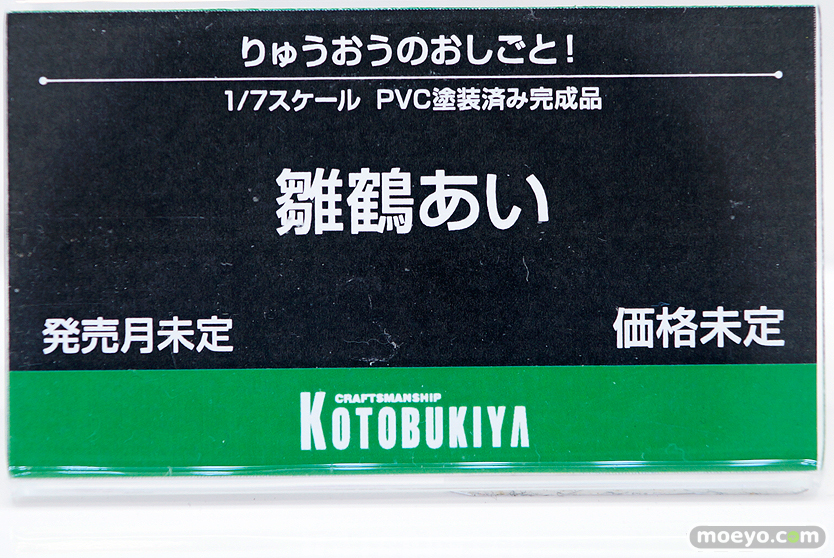 りゅうおうのおしごと!
1/7スケール PVC塗装済み完成品
雛鶴あい
発売月未定
価格未定
CRAFTSMANSHIP
KOTOBUKIYA
moeyo.com